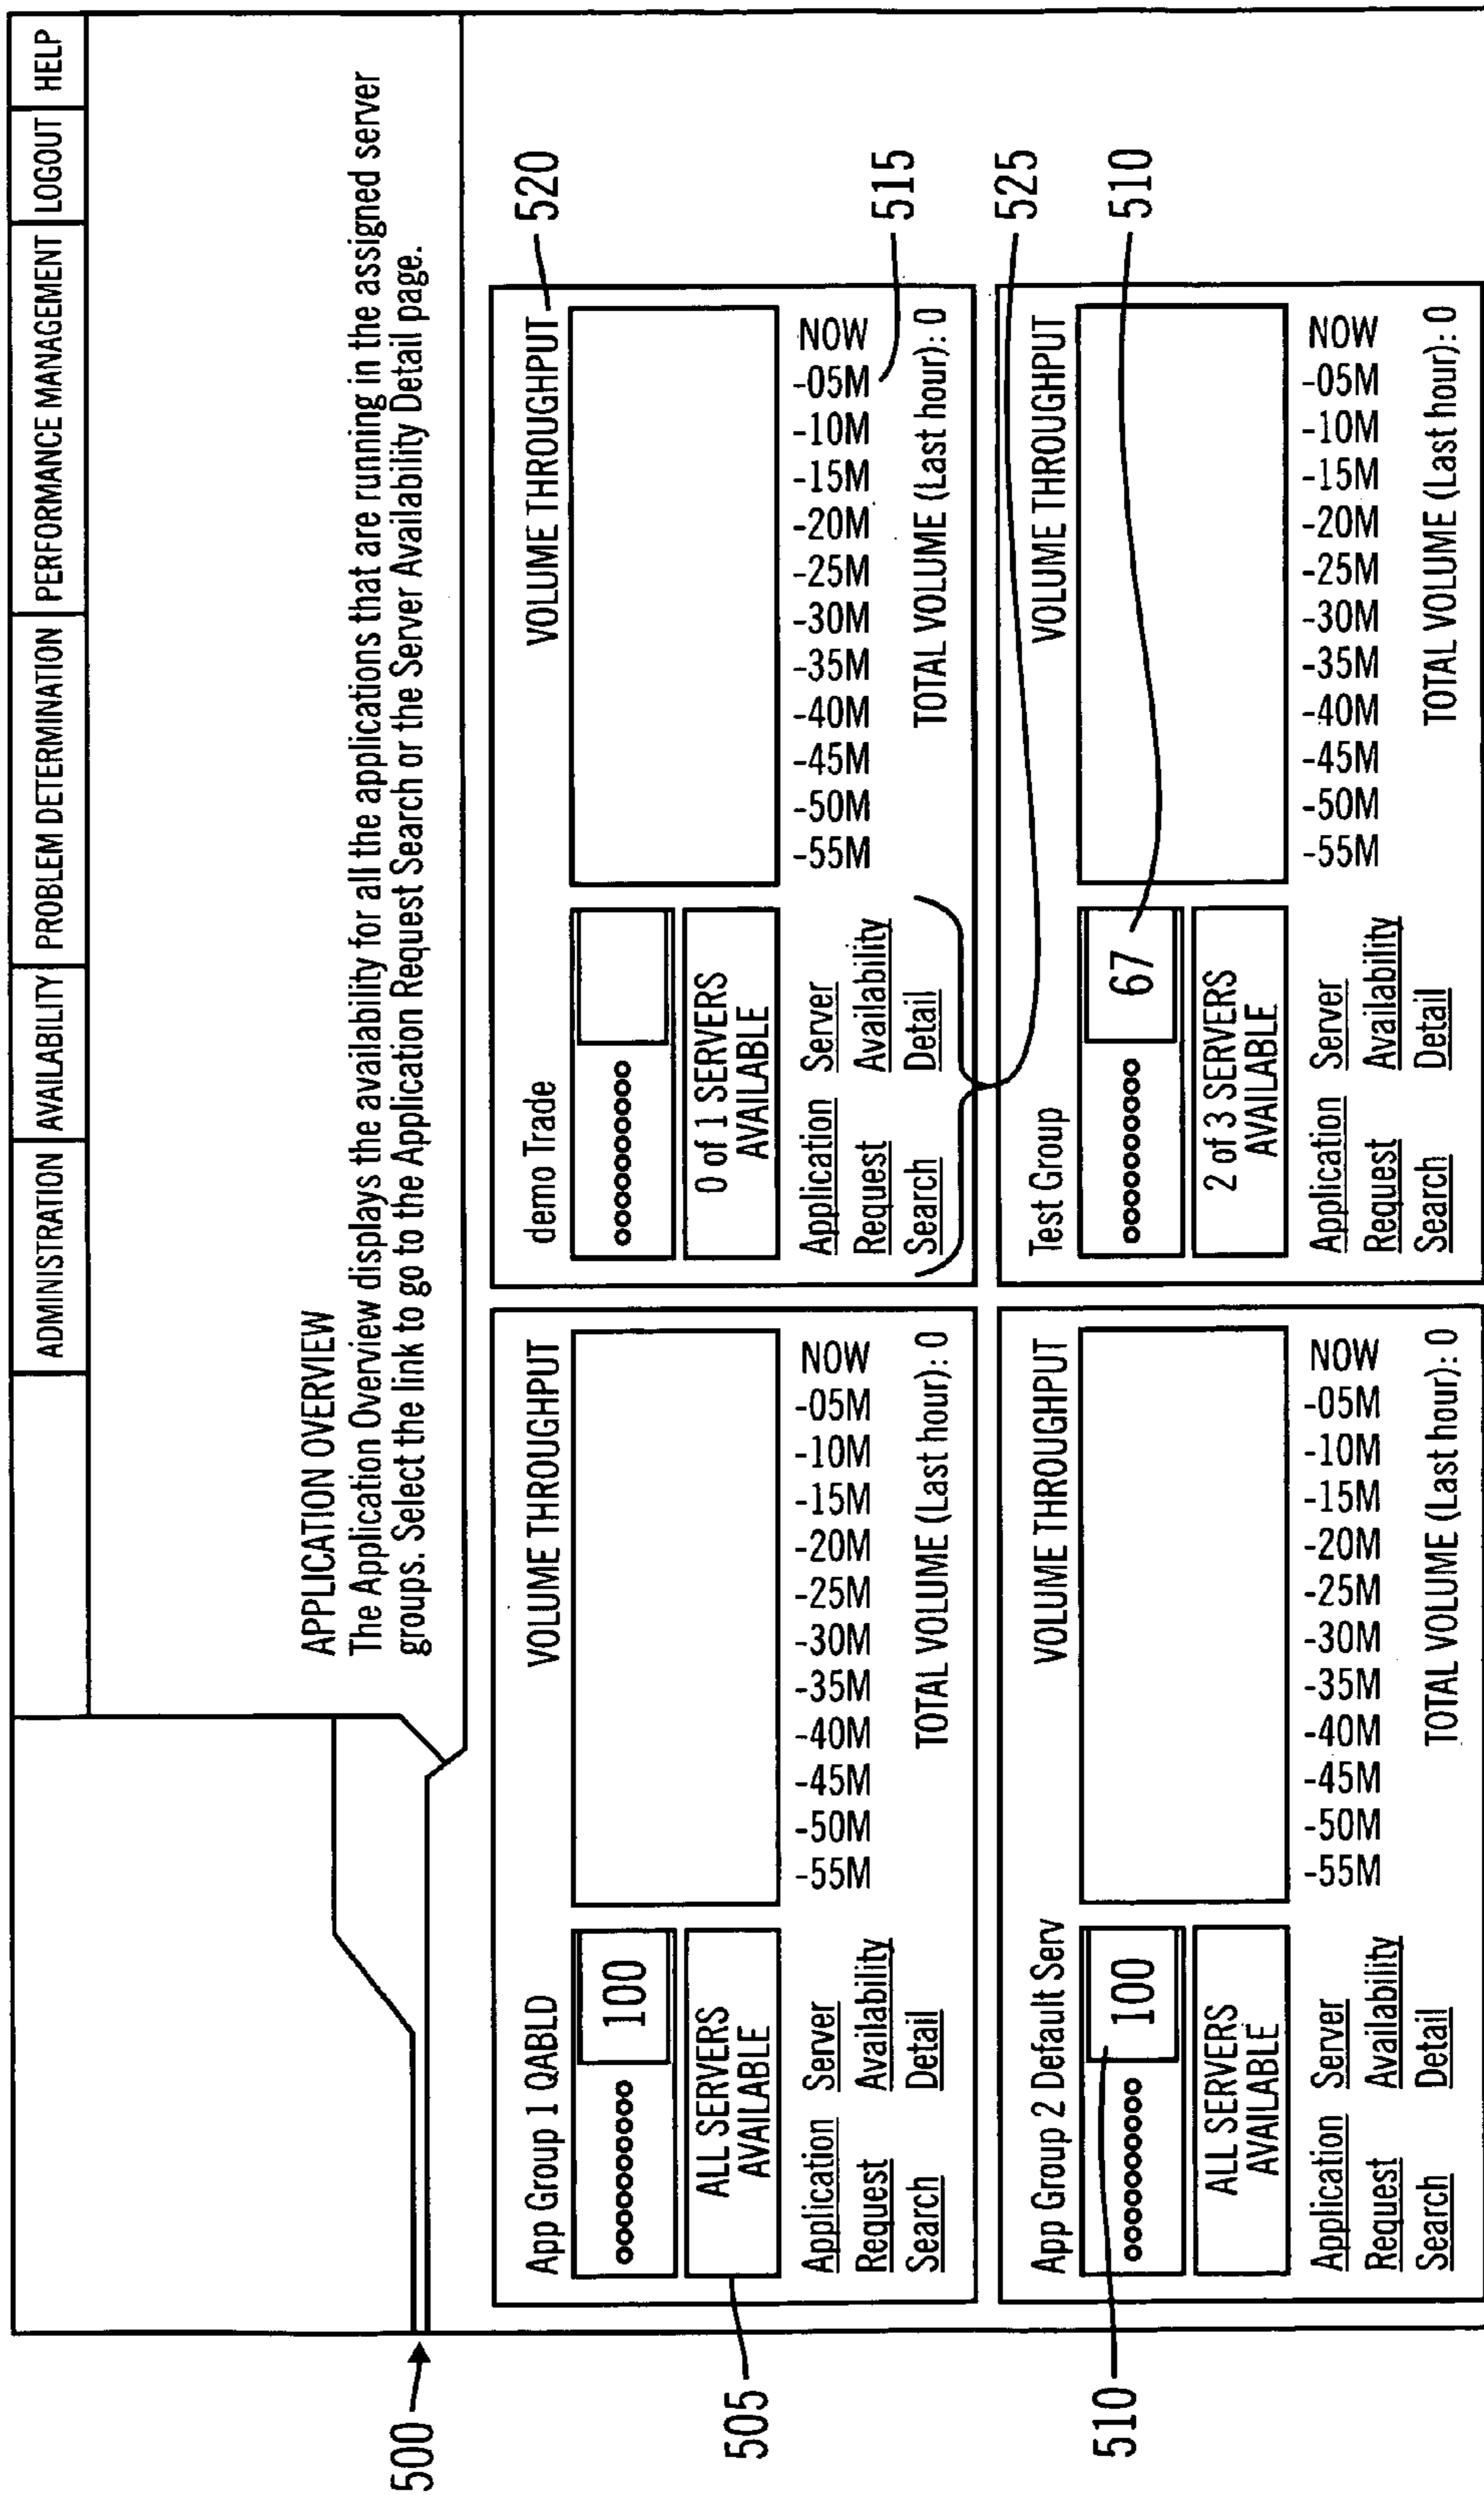 ADMINISTRATION AVAILABILITY PROBLEM DETERMINATION PERFORMANCE MANAGEMENT LOGOUT HELP
APPLICATION OVERVIEW
The Application Overview displays the availability for all the applications that are running in the assigned server
groups. Select the link to go to the Application Request Search or the Server Availability Detail page.
500
App Group 1 QABLD
VOLUME THROUGHPUT
100
ALL SERVERS
AVAILABLE
505
-55M -50M -45M -40M -35M -30M -25M -20M -15M -10M -05M NOW
Application Server
Request Availability
Search Detail
TOTAL VOLUME (Last hour): 0
demo Trade
VOLUME THROUGHPUT
520
0 of 1 SERVERS
AVAILABLE
-55M -50M -45M -40M -35M -30M -25M -20M -15M -10M -05M NOW
515
Application Server
Request Availability
Search Detail
TOTAL VOLUME (Last hour): 0
525
App Group 2 Default Serv
VOLUME THROUGHPUT
100
510
ALL SERVERS
AVAILABLE
-55M -50M -45M -40M -35M -30M -25M -20M -15M -10M -05M NOW
Application Server
Request Availability
Search Detail
TOTAL VOLUME (Last hour): 0
Test Group
VOLUME THROUGHPUT
67
510
2 of 3 SERVERS
AVAILABLE
-55M -50M -45M -40M -35M -30M -25M -20M -15M -10M -05M NOW
Application Server
Request Availability
Search Detail
TOTAL VOLUME (Last hour): 0